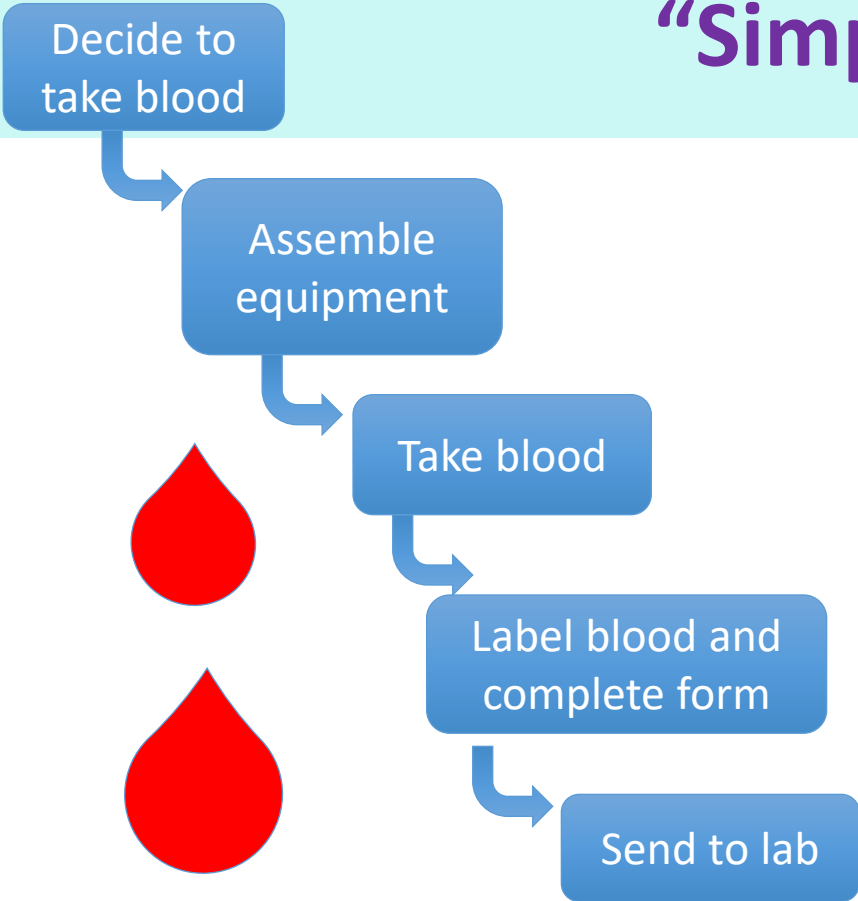 “Simp
Decide to
take blood
Assemble
equipment
Take blood
Label blood and
complete form
Send to lab